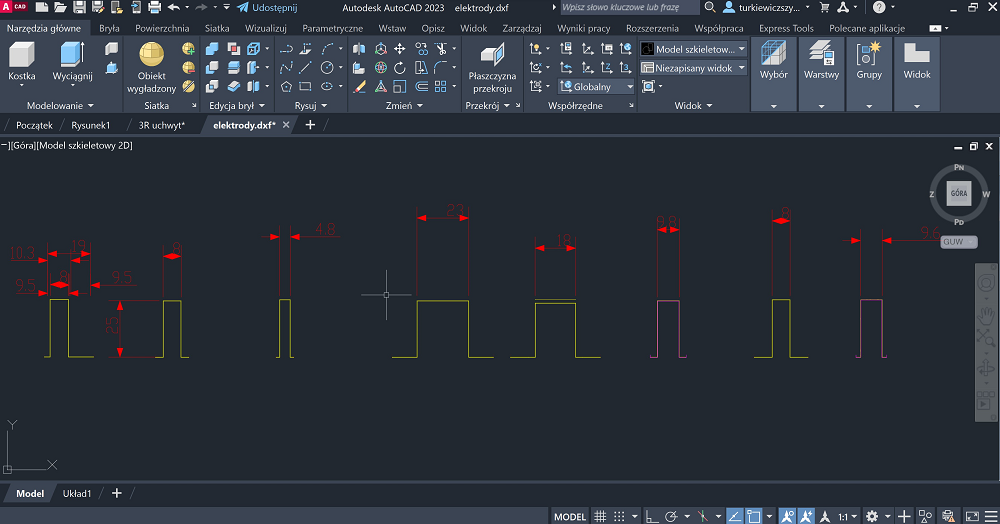 A CAD Udostępnij Autodesk AutoCAD 2023 elektrody.dxf Wpisz słowo kluczowe lub frazę turkiewiczszy...
Narzędzia główne Bryła Powierzchnia Siatka Wizualizuj Parametryczne Wstaw Opisz Widok Zarządzaj Wyniki pracy Rozszerzenia Współpraca Express Tools Polecane aplikacje
Kostka Wyciągnij Obiekt wygładzony Płaszczyzna przekroju Model szkieletow... Niezapisany widok Globalny Wybór Warstwy Grupy Widok
Modelowanie Siatka Edycja brył Rysuj Zmień Przekrój Współrzędne Widok
Początek Rysunek1 3R uchwyt* elektrody.dxf*
−][Góra][Model szkieletowy 2D]
PN
Z GÓRA W
PD
GUW
23
4.8
9.8
8
9.6
19
10.3
9
18
8
9.5
9.5
25
Y
X
Model Układ1
MODEL 1:1